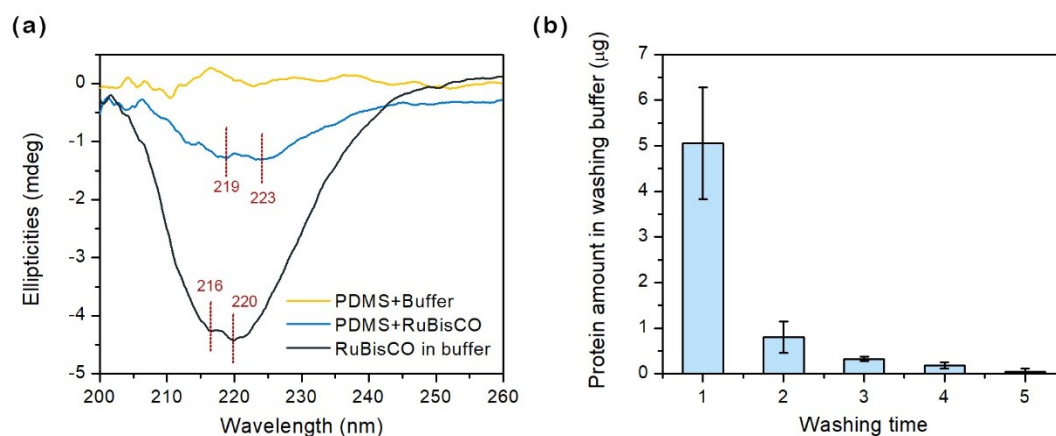 (a)
Ellipticities (mdeg)
0
-1
-2
-3
-4
-5
219
223
216
220
PDMS+Buffer
PDMS+RuBisCO
RuBisCO in buffer
200 210 220 230 240 250 260
Wavelength (nm)
(b)
Protein amount in washing buffer (μg)
7
6
5
4
3
2
1
0
1 2 3 4 5
Washing time